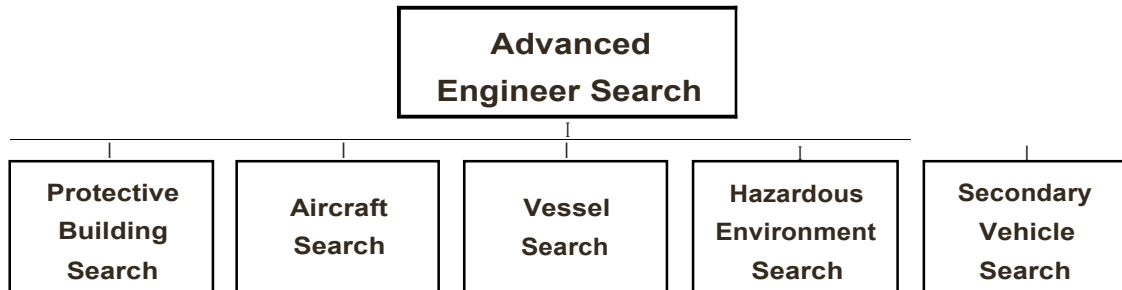 Advanced
Engineer Search
Protective
Building
Search
Aircraft
Search
Vessel
Search
Hazardous
Environment
Search
Secondary
Vehicle
Search